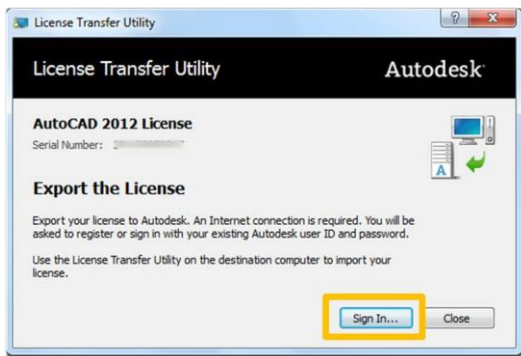 License Transfer Utility
License Transfer Utility
Autodesk
AutoCAD 2012 License
Serial Number:
Export the License
Export your license to Autodesk. An Internet connection is required. You will be
asked to register or sign in with your existing Autodesk user ID and password.
Use the License Transfer Utility on the destination computer to import your
license.
Sign In...
Close